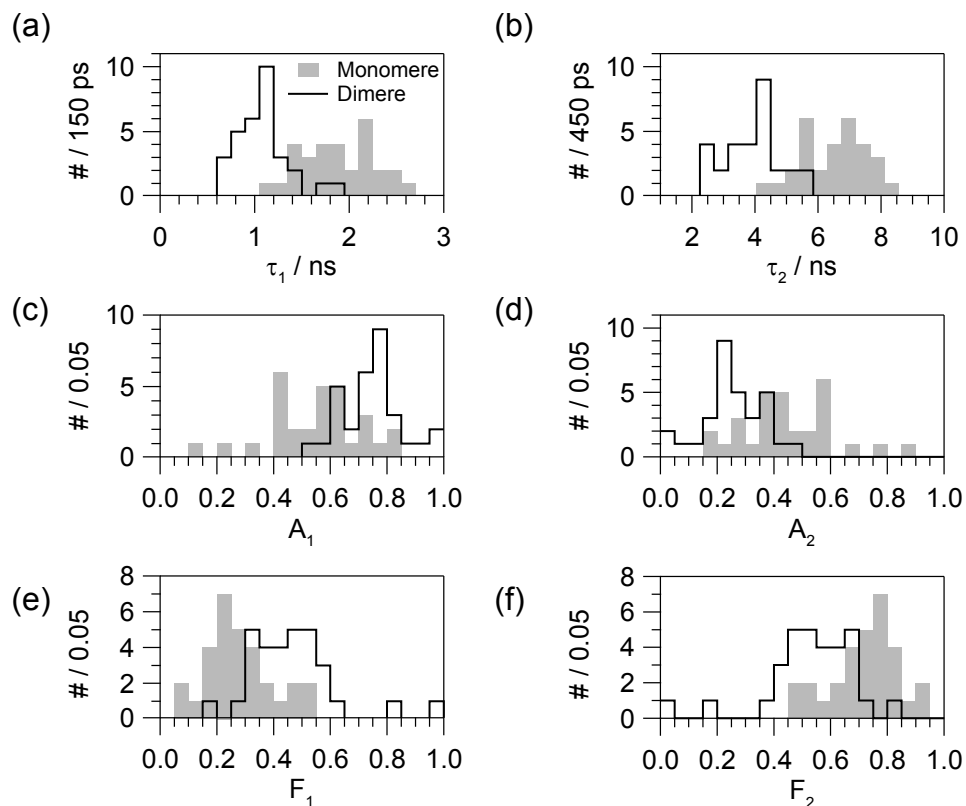 (a)
# / 150 ps
10
5
0
Monomere
Dimere
0 1 2 3
τ1 / ns
(b)
# / 450 ps
10
5
0
2 4 6 8 10
τ2 / ns
(c)
# / 0.05
10
5
0
0.0 0.2 0.4 0.6 0.8 1.0
A1
(d)
# / 0.05
10
5
0
0.0 0.2 0.4 0.6 0.8 1.0
A2
(e)
# / 0.05
8
6
4
2
0
0.0 0.2 0.4 0.6 0.8 1.0
F1
(f)
# / 0.05
8
6
4
2
0
0.0 0.2 0.4 0.6 0.8 1.0
F2